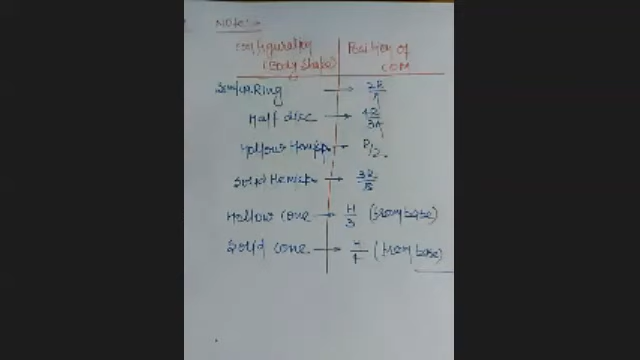 Note:-
Configuration (Body Shape) Position of COM
Semi Ring → 2R/π
Half disc → 4R/3π
Hollow Hemisp. → R/2
Solid Hemisp. → 3R/8
Hollow Cone → H/3 (from base)
Solid cone → H/4 (from base)